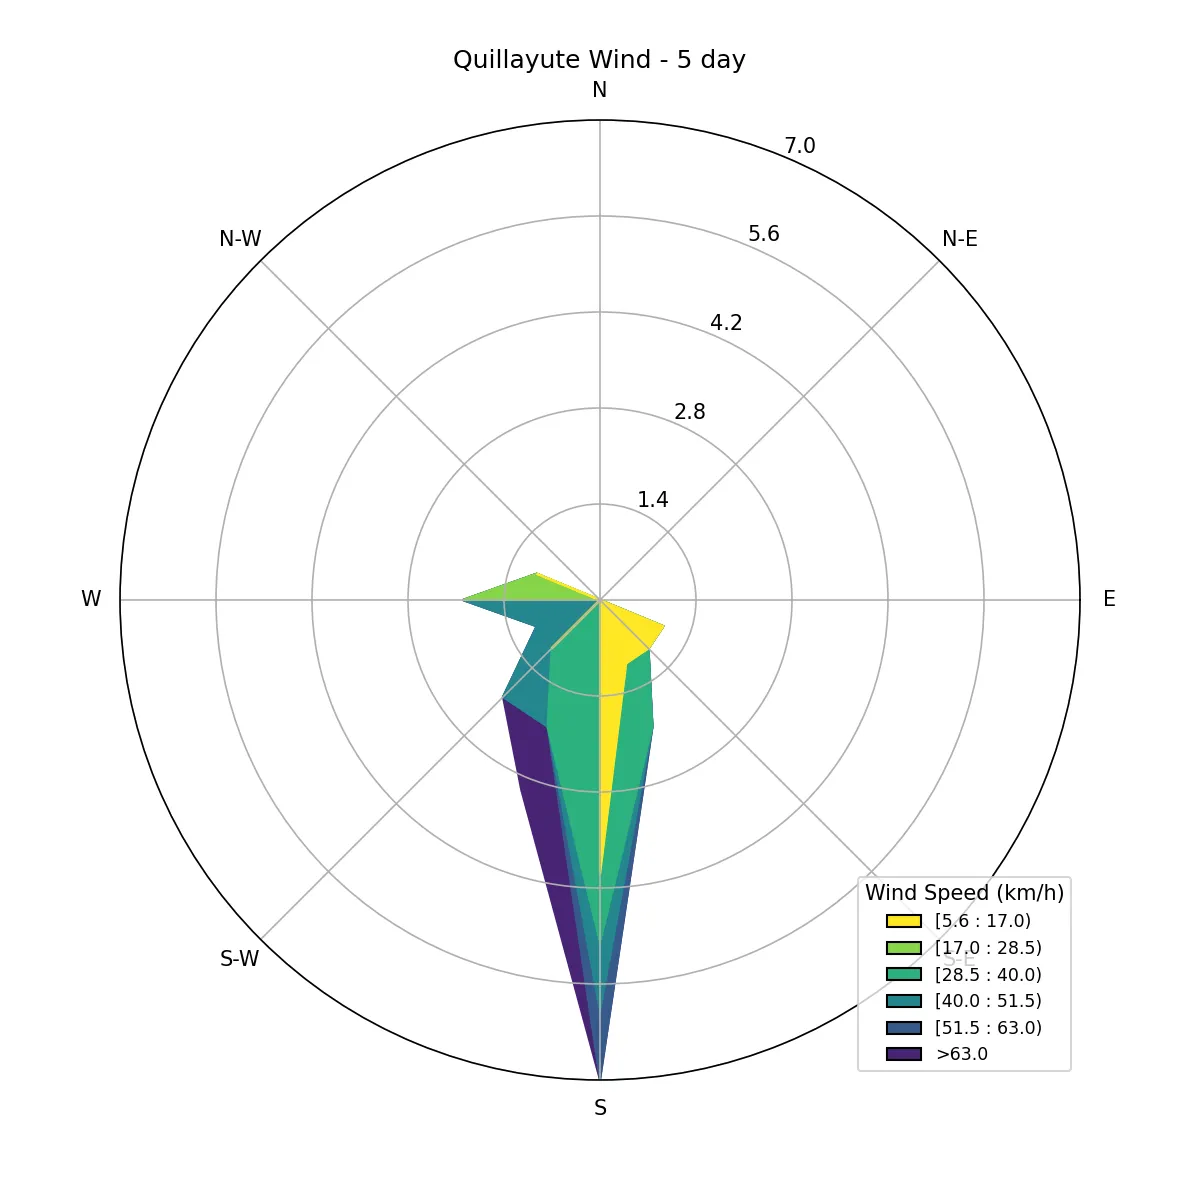 Quillayute Wind - 5 day
N
7.0
N-W
5.6
N-E
4.2
2.8
1.4
W
E
S-W
S-E
S
Wind Speed (km/h)
[5.6 : 17.0)
[17.0 : 28.5)
[28.5 : 40.0)
[40.0 : 51.5)
[51.5 : 63.0)
>63.0